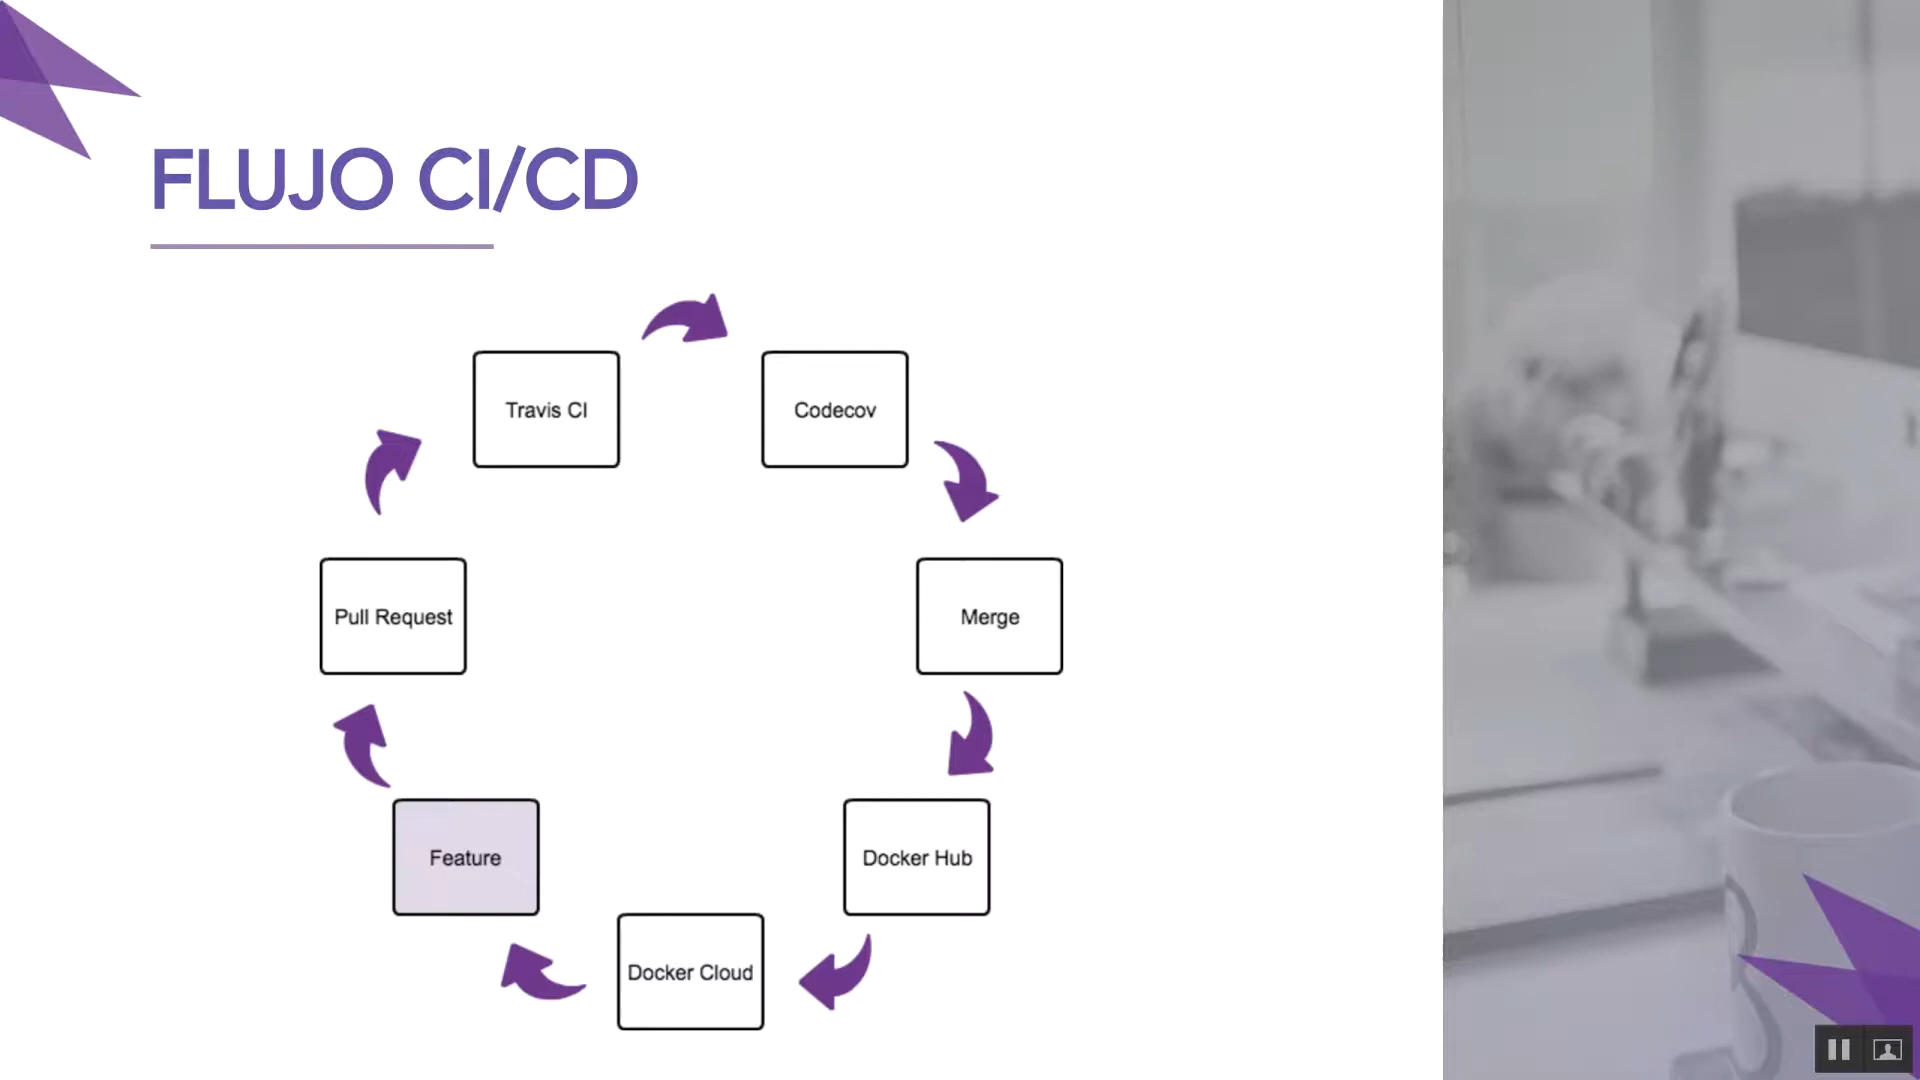 FLUJO CI/CD
Travis CI
Codecov
Pull Request
Merge
Feature
Docker Hub
Docker Cloud